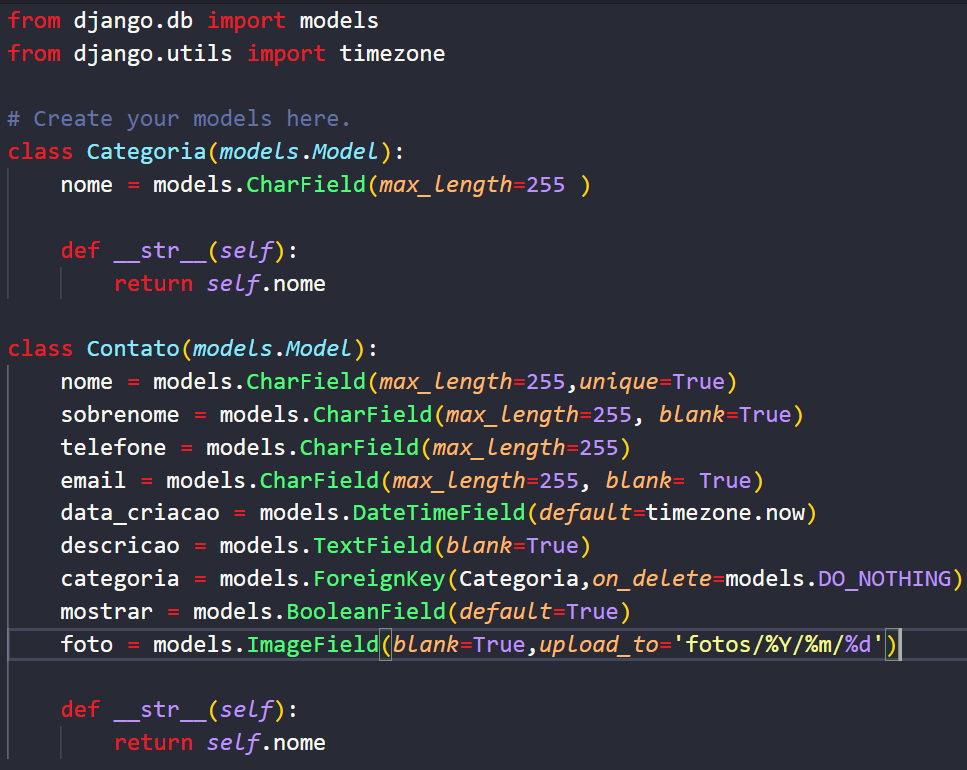 from django.db import models
from django.utils import timezone

# Create your models here.
class Categoria(models.Model):
    nome = models.CharField(max_length=255 )

    def __str__(self):
        return self.nome

class Contato(models.Model):
    nome = models.CharField(max_length=255,unique=True)
    sobrenome = models.CharField(max_length=255, blank=True)
    telefone = models.CharField(max_length=255)
    email = models.CharField(max_length=255, blank= True)
    data_criacao = models.DateTimeField(default=timezone.now)
    descricao = models.TextField(blank=True)
    categoria = models.ForeignKey(Categoria,on_delete=models.DO_NOTHING)
    mostrar = models.BooleanField(default=True)
    foto = models.ImageField(blank=True,upload_to='fotos/%Y/%m/%d')

    def __str__(self):
        return self.nome